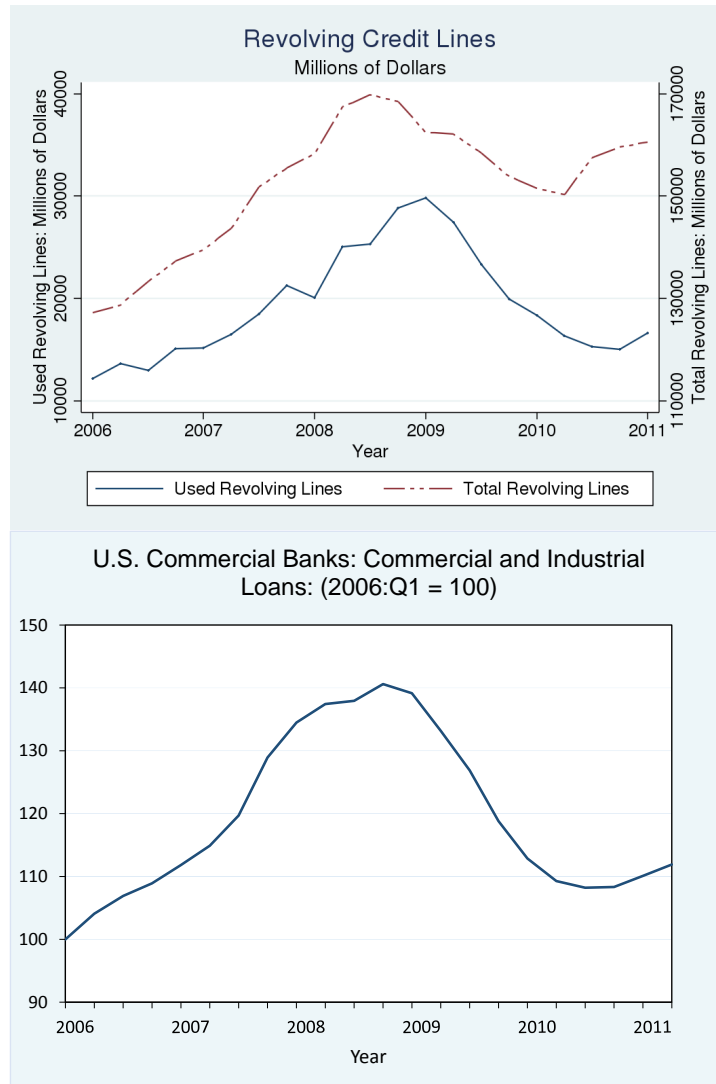 Revolving Credit Lines
Millions of Dollars
Used Revolving Lines: Millions of Dollars
40000
30000
20000
10000
170000
150000
130000
110000
Total Revolving Lines: Millions of Dollars
2006 2007 2008 2009 2010 2011
Year
Used Revolving Lines Total Revolving Lines
U.S. Commercial Banks: Commercial and Industrial
Loans: (2006:Q1 = 100)
150
140
130
120
110
100
90
2006 2007 2008 2009 2010 2011
Year